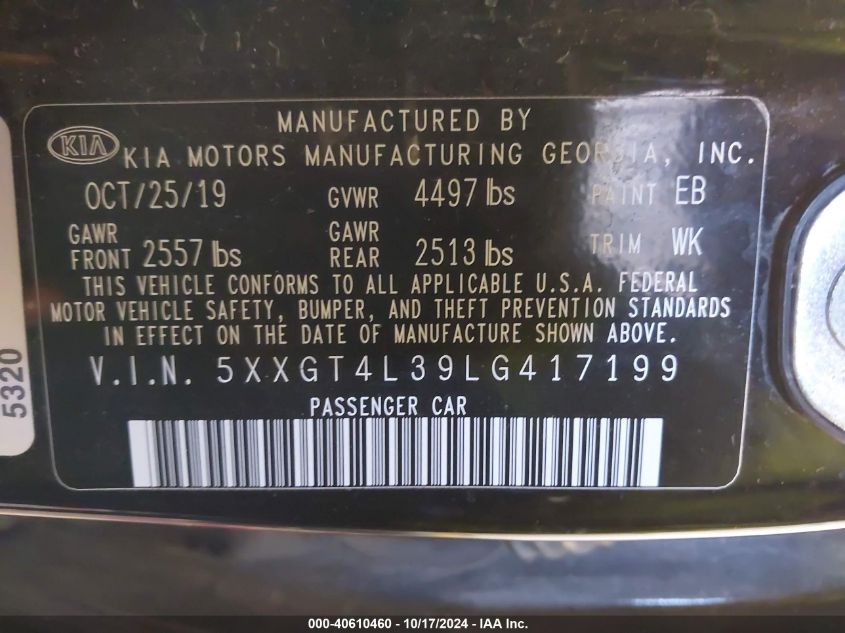 MANUFACTURED BY
KIA
KIA MOTORS MANUFACTURING GEORGIA, INC.
OCT/25/19 GVWR 4497 lbs PAINT EB
GAWR FRONT 2557 lbs GAWR REAR 2513 lbs TRIM WK
THIS VEHICLE CONFORMS TO ALL APPLICABLE U.S.A. FEDERAL
MOTOR VEHICLE SAFETY, BUMPER, AND THEFT PREVENTION STANDARDS
IN EFFECT ON THE DATE OF MANUFACTURE SHOWN ABOVE.
V.I.N. 5XXGT4L39LG417199
PASSENGER CAR
5320
000-40610460 | 10/17/2024 - IAA Inc.